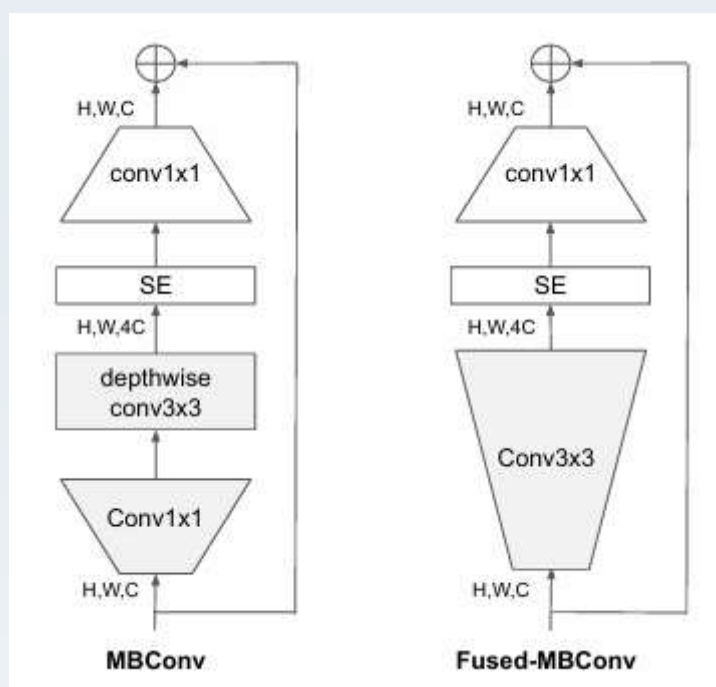 H,W,C
conv1x1
SE
H,W,4C
depthwise
conv3x3
Conv1x1
H,W,C
MBConv
H,W,C
conv1x1
SE
H,W,4C
Conv3x3
H,W,C
Fused-MBConv